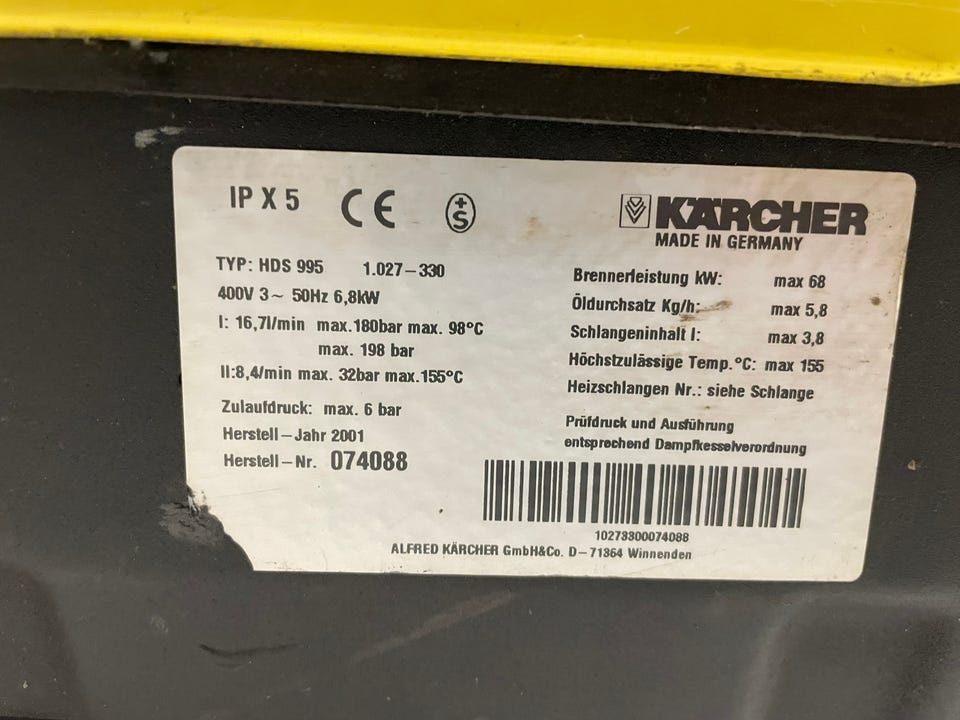 IP X 5 CE +S
KÄRCHER
MADE IN GERMANY
TYP: HDS 995 1.027-330
400V 3~ 50Hz 6,8kW
I: 16,7l/min max.180bar max. 98°C
max. 198 bar
II:8,4/min max. 32bar max.155°C
Zulaufdruck: max. 6 bar
Herstell-Jahr 2001
Herstell-Nr. 074088
Brennerleistung kW: max 68
Öldurchsatz Kg/h: max 5,8
Schlangeninhalt l: max 3,8
Höchstzulässige Temp.°C: max 155
Heizschlangen Nr.: siehe Schlange
Prüfdruck und Ausführung
entsprechend Dampfkesselverordnung
10273300074088
ALFRED KÄRCHER GmbH&Co. D-71364 Winnenden